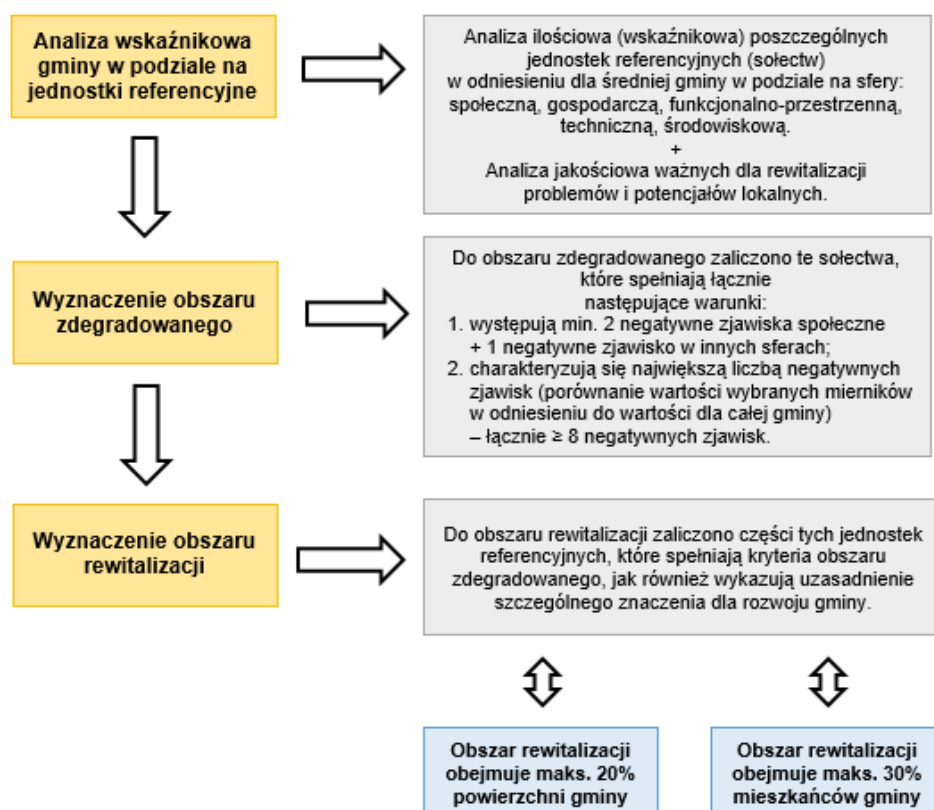 Analiza wskaźnikowa
gminy w podziale na
jednostki referencyjne
Analiza ilościowa (wskaźnikowa) poszczególnych
jednostek referencyjnych (sołectw)
w odniesieniu dla średniej gminy w podziale na sfery:
społeczną, gospodarczą, funkcjonalno-przestrzenną,
techniczną, środowiskową.
+
Analiza jakościowa ważnych dla rewitalizacji
problemów i potencjałów lokalnych.
Wyznaczenie obszaru
zdegradowanego
Do obszaru zdegradowanego zaliczono te sołectwa,
które spełniają łącznie
następujące warunki:
1. występują min. 2 negatywne zjawiska społeczne
+ 1 negatywne zjawisko w innych sferach;
2. charakteryzują się największą liczbą negatywnych
zjawisk (porównanie wartości wybranych mierników
w odniesieniu do wartości dla całej gminy)
– łącznie ≥ 8 negatywnych zjawisk.
Wyznaczenie obszaru
rewitalizacji
Do obszaru rewitalizacji zaliczono części tych jednostek
referencyjnych, które spełniają kryteria obszaru
zdegradowanego, jak również wykazują uzasadnienie
szczególnego znaczenia dla rozwoju gminy.
Obszar rewitalizacji
obejmuje maks. 20%
powierzchni gminy
Obszar rewitalizacji
obejmuje maks. 30%
mieszkańców gminy